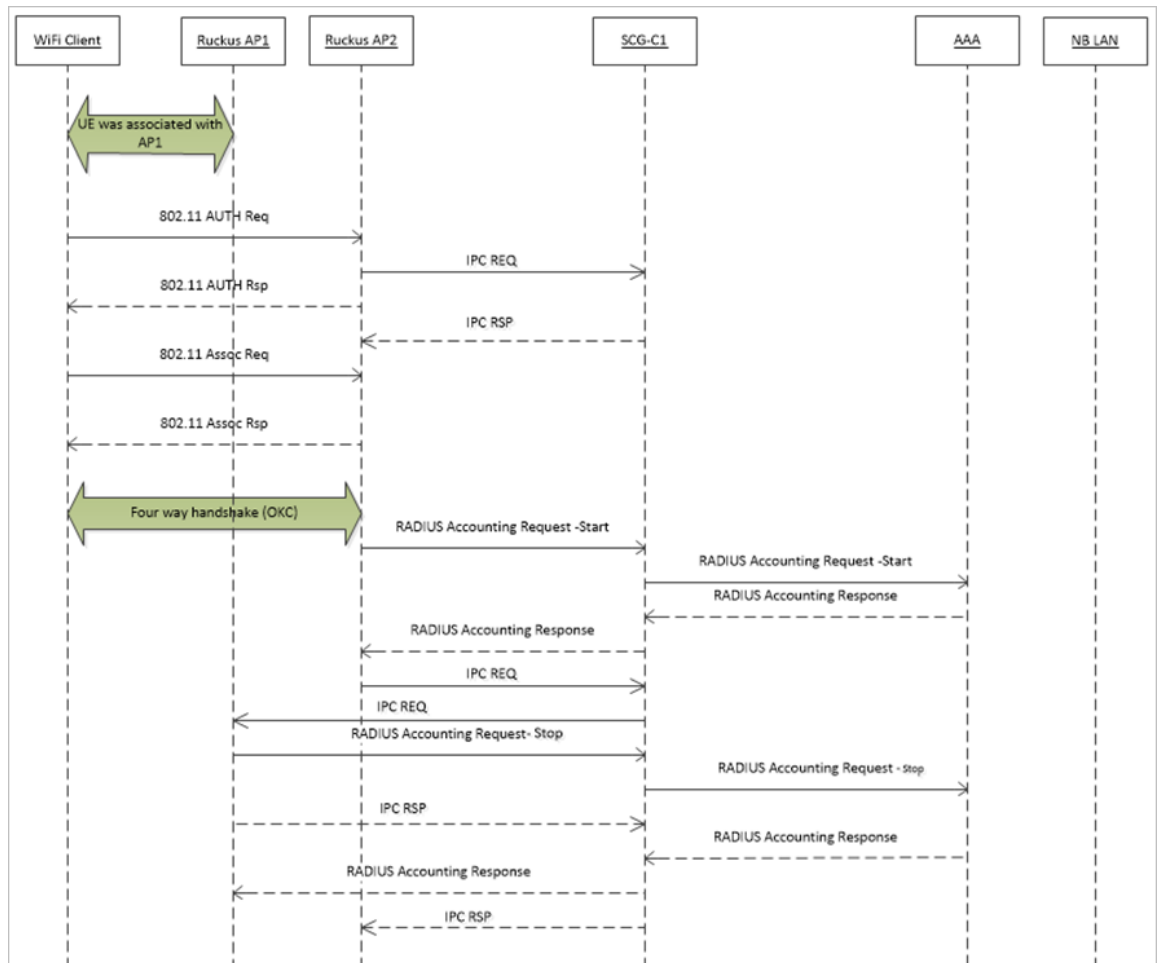 WiFi Client
Ruckus AP1
Ruckus AP2
SCG-C1
AAA
NB LAN
UE was associated with
AP1
802.11 AUTH Req
IPC REQ
802.11 AUTH Rsp
IPC RSP
802.11 Assoc Req
802.11 Assoc Rsp
Four way handshake (OKC)
RADIUS Accounting Request -Start
RADIUS Accounting Request -Start
RADIUS Accounting Response
RADIUS Accounting Response
IPC REQ
IPC REQ
RADIUS Accounting Request- Stop
RADIUS Accounting Request - Stop
IPC RSP
RADIUS Accounting Response
RADIUS Accounting Response
IPC RSP